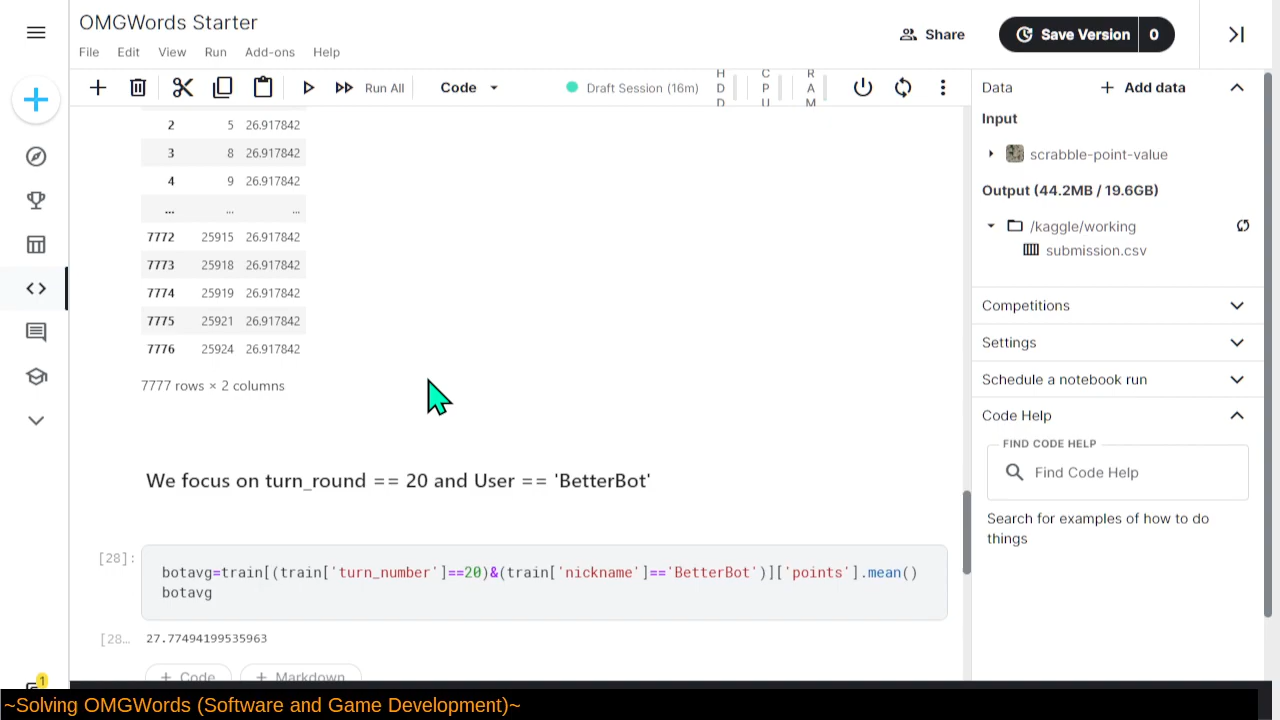 OMGWords Starter
File Edit View Run Add-ons Help
Share
Save Version 0
Run All
Code
Draft Session (16m)
HDD
CPU
RAM
2 5 26.917842
3 8 26.917842
4 9 26.917842
... ... ...
7772 25915 26.917842
7773 25918 26.917842
7774 25919 26.917842
7775 25921 26.917842
7776 25924 26.917842
7777 rows × 2 columns
We focus on turn_round == 20 and User == 'BetterBot'
[28]:
botavg=train[(train['turn_number']==20)&(train['nickname']=='BetterBot')]['points'].mean()
botavg
[28... 27.77494199535963
+ Code + Markdown
Data
+ Add data
Input
scrabble-point-value
Output (44.2MB / 19.6GB)
/kaggle/working
submission.csv
Competitions
Settings
Schedule a notebook run
Code Help
FIND CODE HELP
Find Code Help
Search for examples of how to do
things
1
~Solving OMGWords (Software and Game Development)~